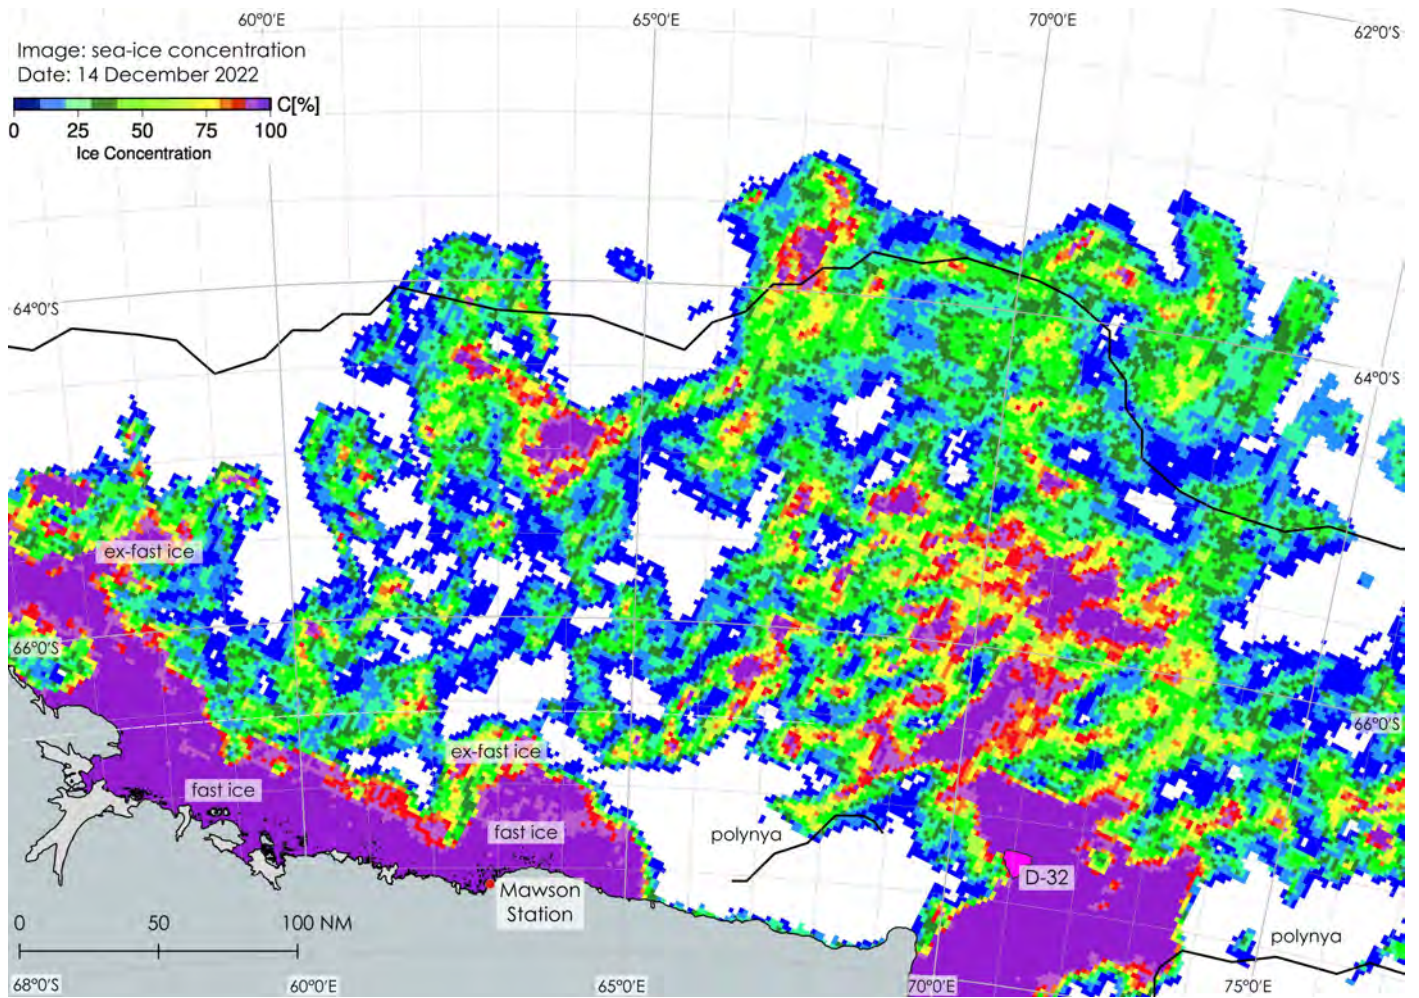 60°0'E
65°0'E
70°0'E
62°0'S
Image: sea-ice concentration
Date: 14 December 2022
C[%]
0
25
50
75
100
Ice Concentration
64°0'S
64°0'S
ex-fast ice
66°0'S
66°0'S
ex-fast ice
fast ice
fast ice
polynya
D-32
Mawson
Station
0
50
100 NM
polynya
68°0'S
60°0'E
65°0'E
70°0'E
75°0'E